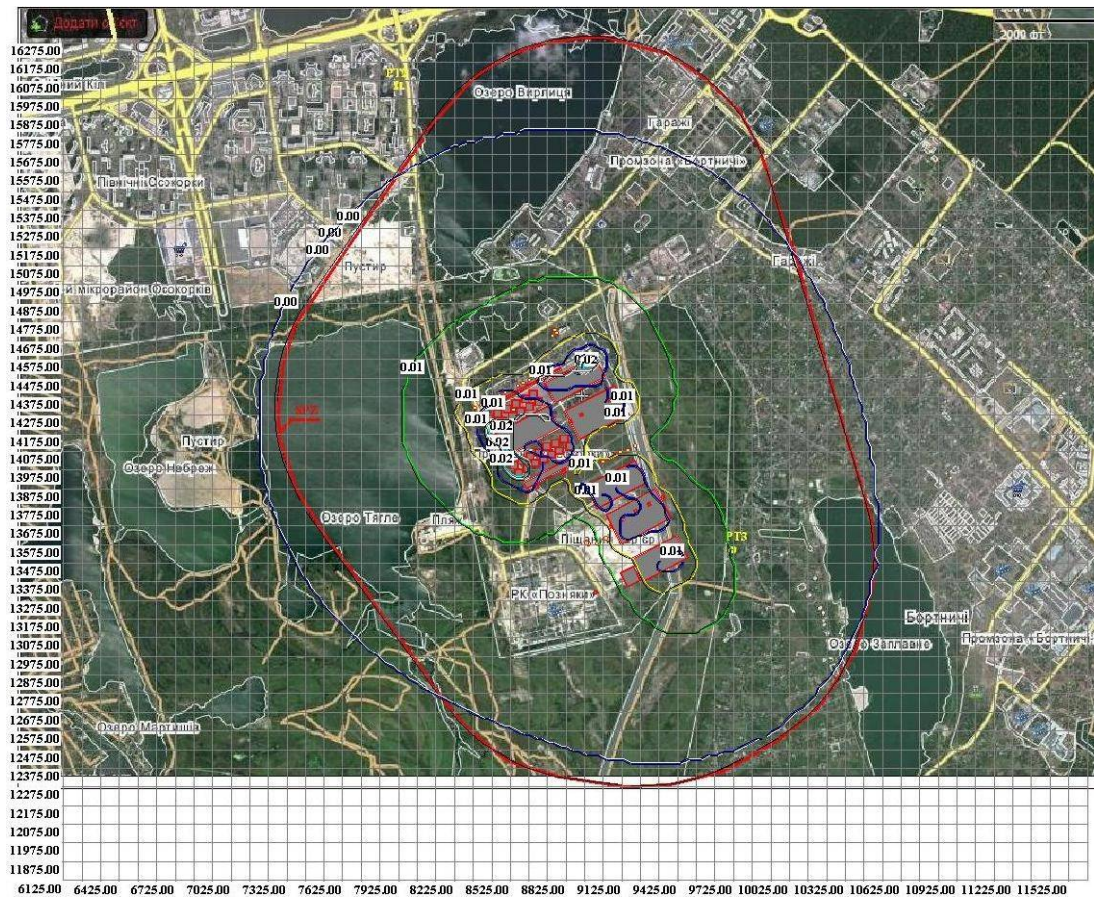 Додати об'єкт
2000 фт
16275.00
16175.00
16075.00
15975.00
15875.00
15775.00
15675.00
15575.00
15475.00
15375.00
15275.00
15175.00
15075.00
14975.00
14875.00
14775.00
14675.00
14575.00
14475.00
14375.00
14275.00
14175.00
14075.00
13975.00
13875.00
13775.00
13675.00
13575.00
13475.00
13375.00
13275.00
13175.00
13075.00
12975.00
12875.00
12775.00
12675.00
12575.00
12475.00
12375.00
12275.00
12175.00
12075.00
11975.00
11875.00
Озеро Вирлиця
Гаражі
Промзона «Бортничі»
Північні Осокорки
0.00
0.00
0.00
Гаражі
Пустир
й мікрорайон Осокорків
0.00
0.01
0.01
0.02
0.01
0.01
0.01
0.01
0.01
0.02
0.02
0.02
0.01
0.01
0.01
SPZ
Пустир
Озеро Небреж
Озеро Тягле
Пляж
РТ3
Піщаний кар'єр
0.01
РК «Позняки»
Бортничі
Озеро Заплавне
Промзона «Бортничі
Озеро Мартишів
6125.00 6425.00 6725.00 7025.00 7325.00 7625.00 7925.00 8225.00 8525.00 8825.00 9125.00 9425.00 9725.00 10025.00 10325.00 10625.00 10925.00 11225.00 11525.00